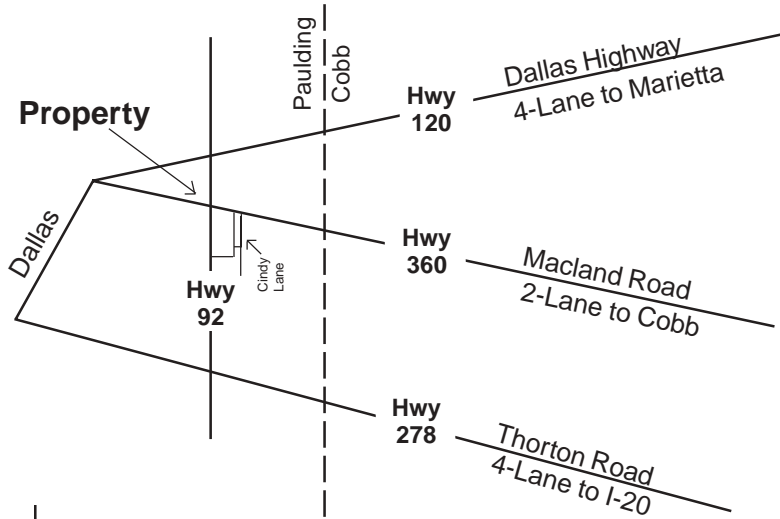 Paulding
Cobb
Dallas Highway
4-Lane to Marietta
Hwy
120
Property
Dallas
Hwy
360
Macland Road
2-Lane to Cobb
Cindy
Lane
Hwy
92
Hwy
278
Thorton Road
4-Lane to I-20